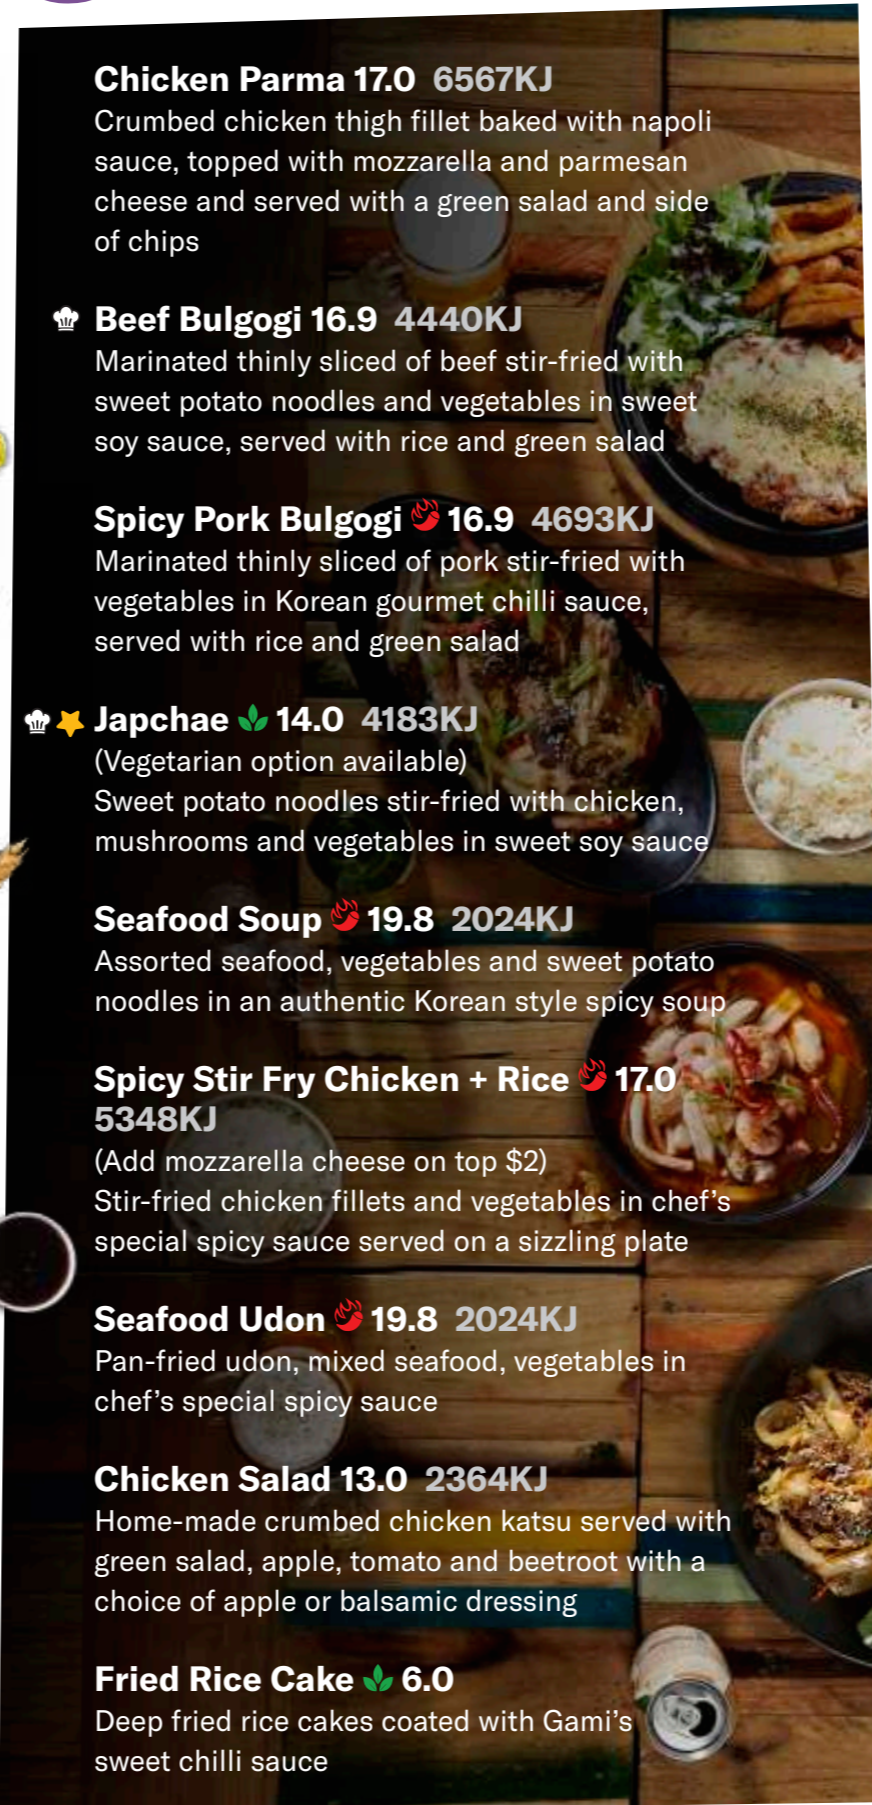 Chicken Parma 17.0 6567KJ
Crumbed chicken thigh fillet baked with napoli
sauce, topped with mozzarella and parmesan
cheese and served with a green salad and side
of chips
Beef Bulgogi 16.9 4440KJ
Marinated thinly sliced of beef stir-fried with
sweet potato noodles and vegetables in sweet
soy sauce, served with rice and green salad
Spicy Pork Bulgogi 16.9 4693KJ
Marinated thinly sliced of pork stir-fried with
vegetables in Korean gourmet chilli sauce,
served with rice and green salad
Japchae 14.0 4183KJ
(Vegetarian option available)
Sweet potato noodles stir-fried with chicken,
mushrooms and vegetables in sweet soy sauce
Seafood Soup 19.8 2024KJ
Assorted seafood, vegetables and sweet potato
noodles in an authentic Korean style spicy soup
Spicy Stir Fry Chicken + Rice 17.0
5348KJ
(Add mozzarella cheese on top $2)
Stir-fried chicken fillets and vegetables in chef’s
special spicy sauce served on a sizzling plate
Seafood Udon 19.8 2024KJ
Pan-fried udon, mixed seafood, vegetables in
chef’s special spicy sauce
Chicken Salad 13.0 2364KJ
Home-made crumbed chicken katsu served with
green salad, apple, tomato and beetroot with a
choice of apple or balsamic dressing
Fried Rice Cake 6.0
Deep fried rice cakes coated with Gami’s
sweet chilli sauce